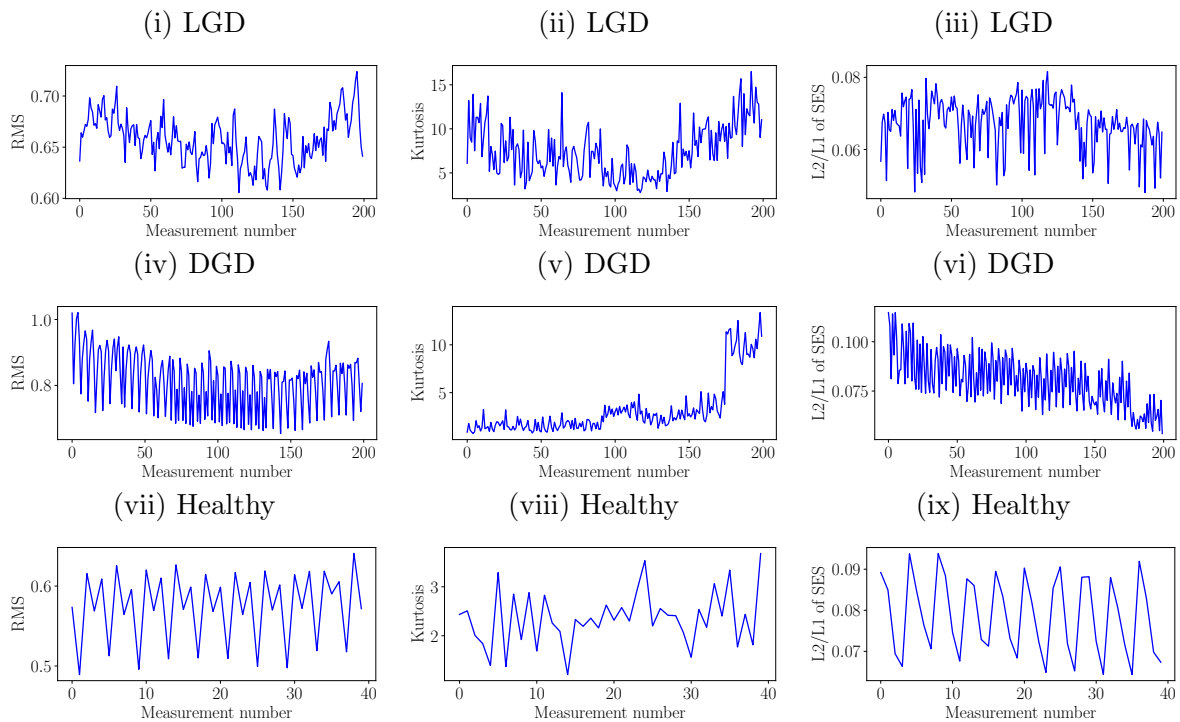 (i) LGD
(ii) LGD
(iii) LGD
RMS
0.70
0.65
0.60
0 50 100 150 200
Measurement number
Kurtosis
15
10
5
0 50 100 150 200
Measurement number
L2/L1 of SES
0.08
0.06
0 50 100 150 200
Measurement number
(iv) DGD
(v) DGD
(vi) DGD
RMS
1.0
0.8
0 50 100 150 200
Measurement number
Kurtosis
10
5
0 50 100 150 200
Measurement number
L2/L1 of SES
0.100
0.075
0 50 100 150 200
Measurement number
(vii) Healthy
(viii) Healthy
(ix) Healthy
RMS
0.6
0.5
0 10 20 30 40
Measurement number
Kurtosis
3
2
0 10 20 30 40
Measurement number
L2/L1 of SES
0.09
0.08
0.07
0 10 20 30 40
Measurement number